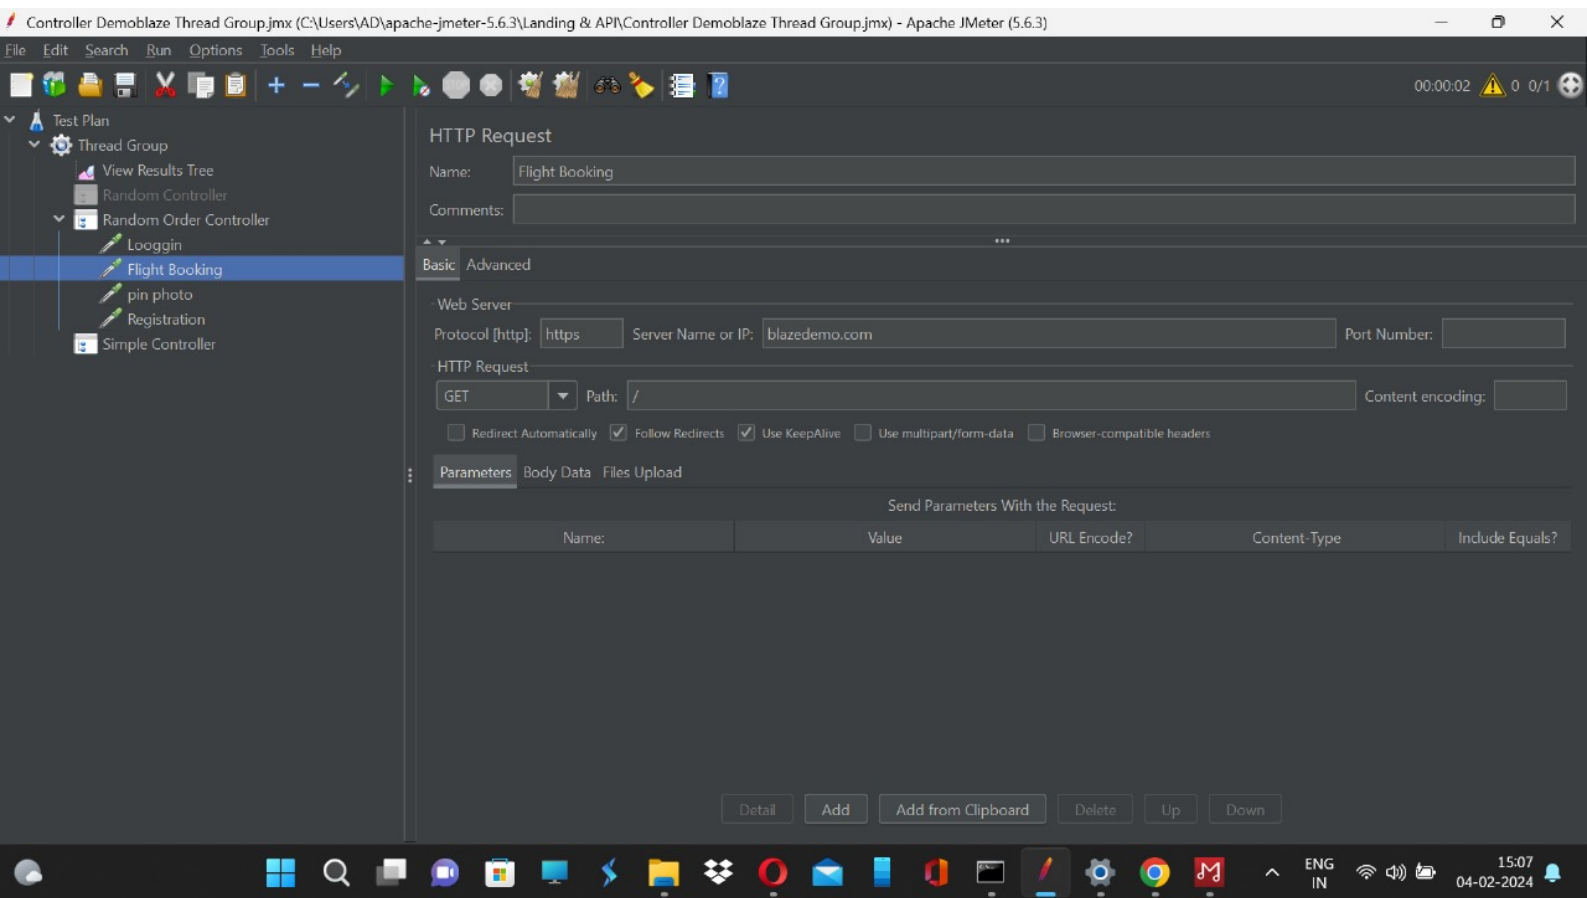 Controller Demoblaze Thread Group.jmx (C:\Users\AD\apache-jmeter-5.6.3\Landing & API\Controller Demoblaze Thread Group.jmx) - Apache JMeter (5.6.3)
File Edit Search Run Options Tools Help
00:00:02 0 0/1
Test Plan
Thread Group
View Results Tree
Random Controller
Random Order Controller
Looggin
Flight Booking
pin photo
Registration
Simple Controller
HTTP Request
Name: Flight Booking
Comments:
Basic Advanced
Web Server
Protocol [http]: https Server Name or IP: blazedemo.com Port Number:
HTTP Request
GET Path: / Content encoding:
Redirect Automatically Follow Redirects Use KeepAlive Use multipart/form-data Browser-compatible headers
Parameters Body Data Files Upload
Send Parameters With the Request:
Name: Value URL Encode? Content-Type Include Equals?
Detail Add Add from Clipboard Delete Up Down
ENG 15:07
IN 04-02-2024